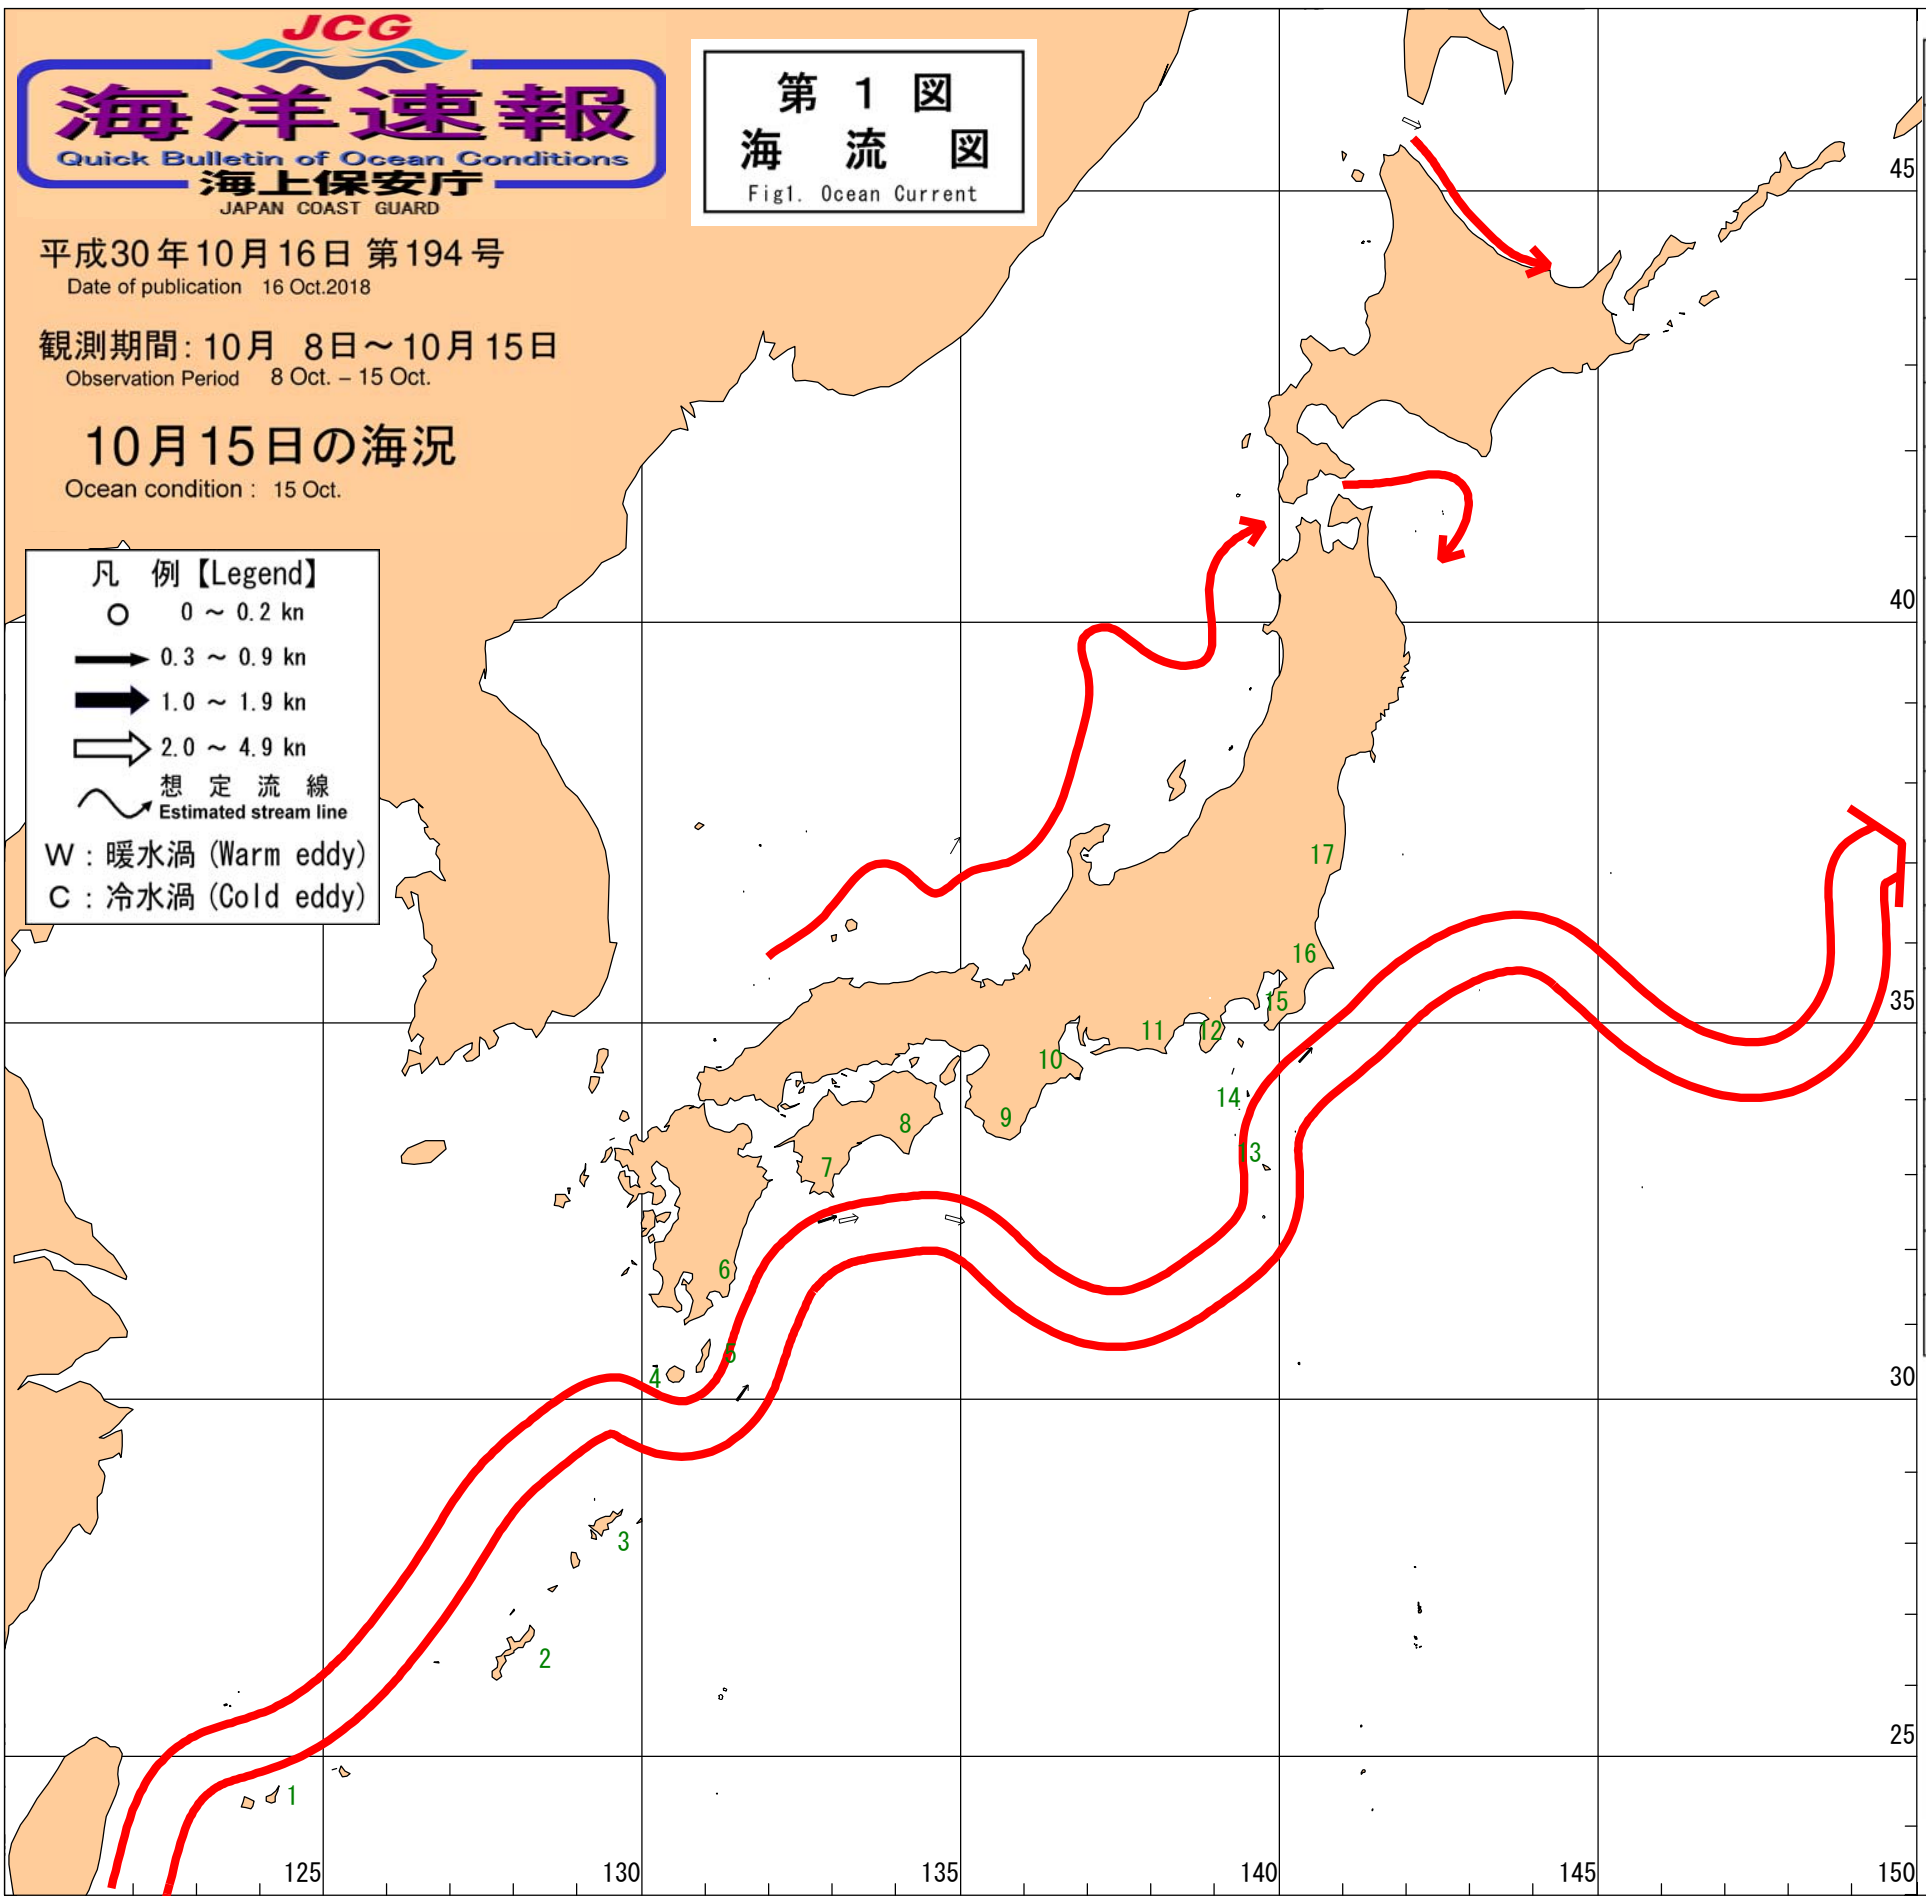 JCG
海洋速報
Quick Bulletin of Ocean Conditions
海上保安庁
JAPAN COAST GUARD
平成30年10月16日 第194号
Date of publication 16 Oct.2018
観測期間: 10月 8日～10月15日
Observation Period 8 Oct. – 15 Oct.
10月15日の海況
Ocean condition : 15 Oct.
第 1 図
海 流 図
Fig1. Ocean Current
凡 例【Legend】
0 ～ 0.2 kn
0.3 ～ 0.9 kn
1.0 ～ 1.9 kn
2.0 ～ 4.9 kn
想 定 流 線
Estimated stream line
W : 暖水渦 (Warm eddy)
C : 冷水渦 (Cold eddy)
45
40
35
30
25
17
16
15
11
12
10
14
13
9
8
7
6
5
4
3
2
1
125
130
135
140
145
150